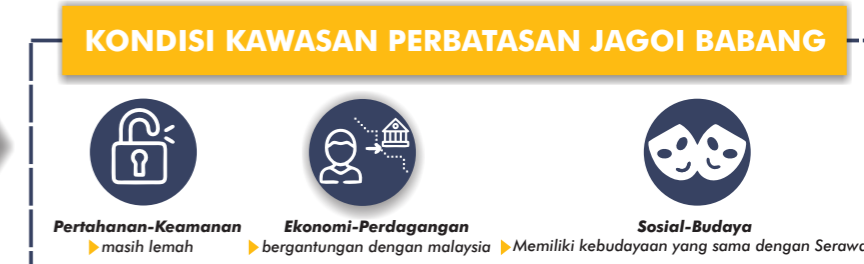 KONDISI KAWASAN PERBATASAN JAGOI BABANG
Pertahanan-Keamanan
masih lemah
Ekonomi-Perdagangan
bergantungan dengan malaysia
Sosial-Budaya
Memiliki kebudayaan yang sama dengan Serawa